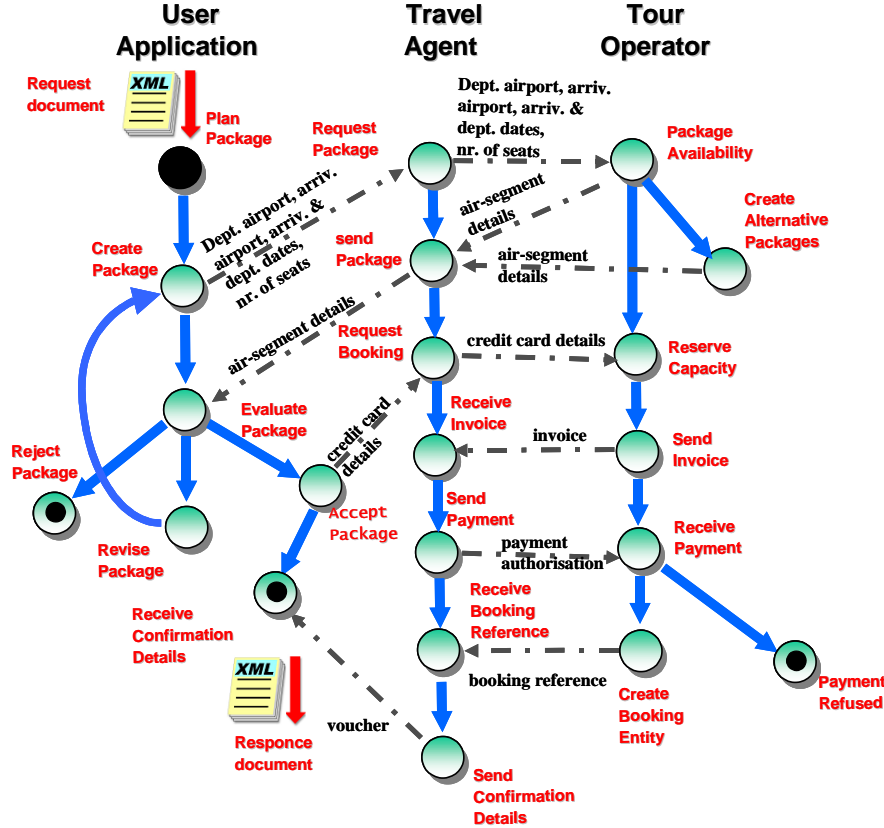 User
Application
Travel
Agent
Tour
Operator
Request
document
XML
Plan
Package
Request
Package
Dept. airport, arriv.
airport, arriv. &
dept. dates,
nr. of seats
Package
Availability
Create
Package
Dept. airport, arriv.
airport, arriv. &
dept. dates,
nr. of seats
send
Package
air-segment
details
Create
Alternative
Packages
air-segment
details
air-segment details
Request
Booking
credit card details
Reserve
Capacity
Evaluate
Package
credit card
details
Receive
Invoice
invoice
Send
Invoice
Reject
Package
Accept
Package
Send
Payment
Revise
Package
payment
authorisation
Receive
Payment
Receive
Confirmation
Details
Receive
Booking
Reference
booking reference
Create
Booking
Entity
Payment
Refused
XML
Responce
document
voucher
Send
Confirmation
Details